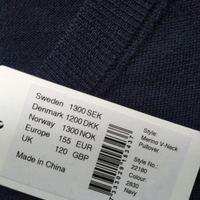 Sweden 1300 SEK
Denmark 1200 DKK
Norway 1300 NOK
Europe 155 EUR
UK 120 GBP
Made in China
Style:
Merino V-Neck
Pullover
Style No.:
22180
Colour:
2830
Navy